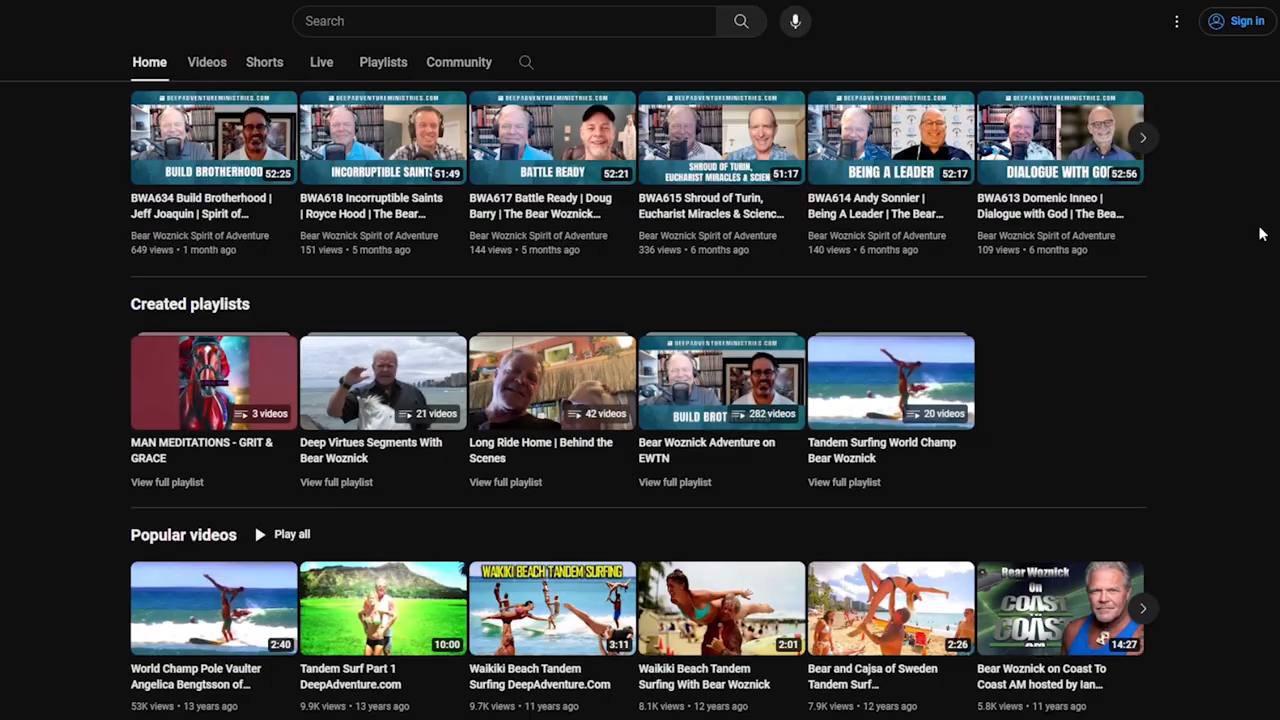 Search
Sign in
Home
Videos
Shorts
Live
Playlists
Community
DEEPADVENTUREMINISTRIES.COM
BUILD BROTHERHOOD
52:25
DEEPADVENTUREMINISTRIES.COM
INCORRUPTIBLE SAINTS
51:49
DEEPADVENTUREMINISTRIES.COM
BATTLE READY
52:21
DEEPADVENTUREMINISTRIES.COM
SHROUD OF TURIN,
EUCHARIST MIRACLES & SCIEN
51:17
DEEPADVENTUREMINISTRIES.COM
BEING A LEADER
52:17
DEEPADVENTUREMINISTRIES.COM
DIALOGUE WITH GO
52:56
BWA634 Build Brotherhood |
Jeff Joaquin | Spirit of...
Bear Woznick Spirit of Adventure
649 views • 1 month ago
BWA618 Incorruptible Saints
| Royce Hood | The Bear...
Bear Woznick Spirit of Adventure
151 views • 5 months ago
BWA617 Battle Ready | Doug
Barry | The Bear Woznick...
Bear Woznick Spirit of Adventure
144 views • 5 months ago
BWA615 Shroud of Turin,
Eucharist Miracles & Scienc...
Bear Woznick Spirit of Adventure
336 views • 6 months ago
BWA614 Andy Sonnier |
Being A Leader | The Bear...
Bear Woznick Spirit of Adventure
140 views • 6 months ago
BWA613 Domenic Inneo |
Dialogue with God | The Bea...
Bear Woznick Spirit of Adventure
109 views • 6 months ago
Created playlists
3 videos
21 videos
42 videos
DEEPADVENTUREMINISTRIES.COM
BUILD BROT
282 videos
20 videos
MAN MEDITATIONS - GRIT &
GRACE
View full playlist
Deep Virtues Segments With
Bear Woznick
View full playlist
Long Ride Home | Behind the
Scenes
View full playlist
Bear Woznick Adventure on
EWTN
View full playlist
Tandem Surfing World Champ
Bear Woznick
View full playlist
Popular videos
Play all
2:40
10:00
WAIKIKI BEACH TANDEM SURFING
3:11
2:01
2:26
Bear Woznick
On
COAST
TO
COAST
AM
14:27
World Champ Pole Vaulter
Angelica Bengtsson of...
53K views • 13 years ago
Tandem Surf Part 1
DeepAdventure.com
9.9K views • 13 years ago
Waikiki Beach Tandem
Surfing DeepAdventure.Com
9.7K views • 11 years ago
Waikiki Beach Tandem
Surfing With Bear Woznick
8.1K views • 12 years ago
Bear and Cajsa of Sweden
Tandem Surf...
7.9K views • 12 years ago
Bear Woznick on Coast To
Coast AM hosted by Ian...
5.8K views • 11 years ago